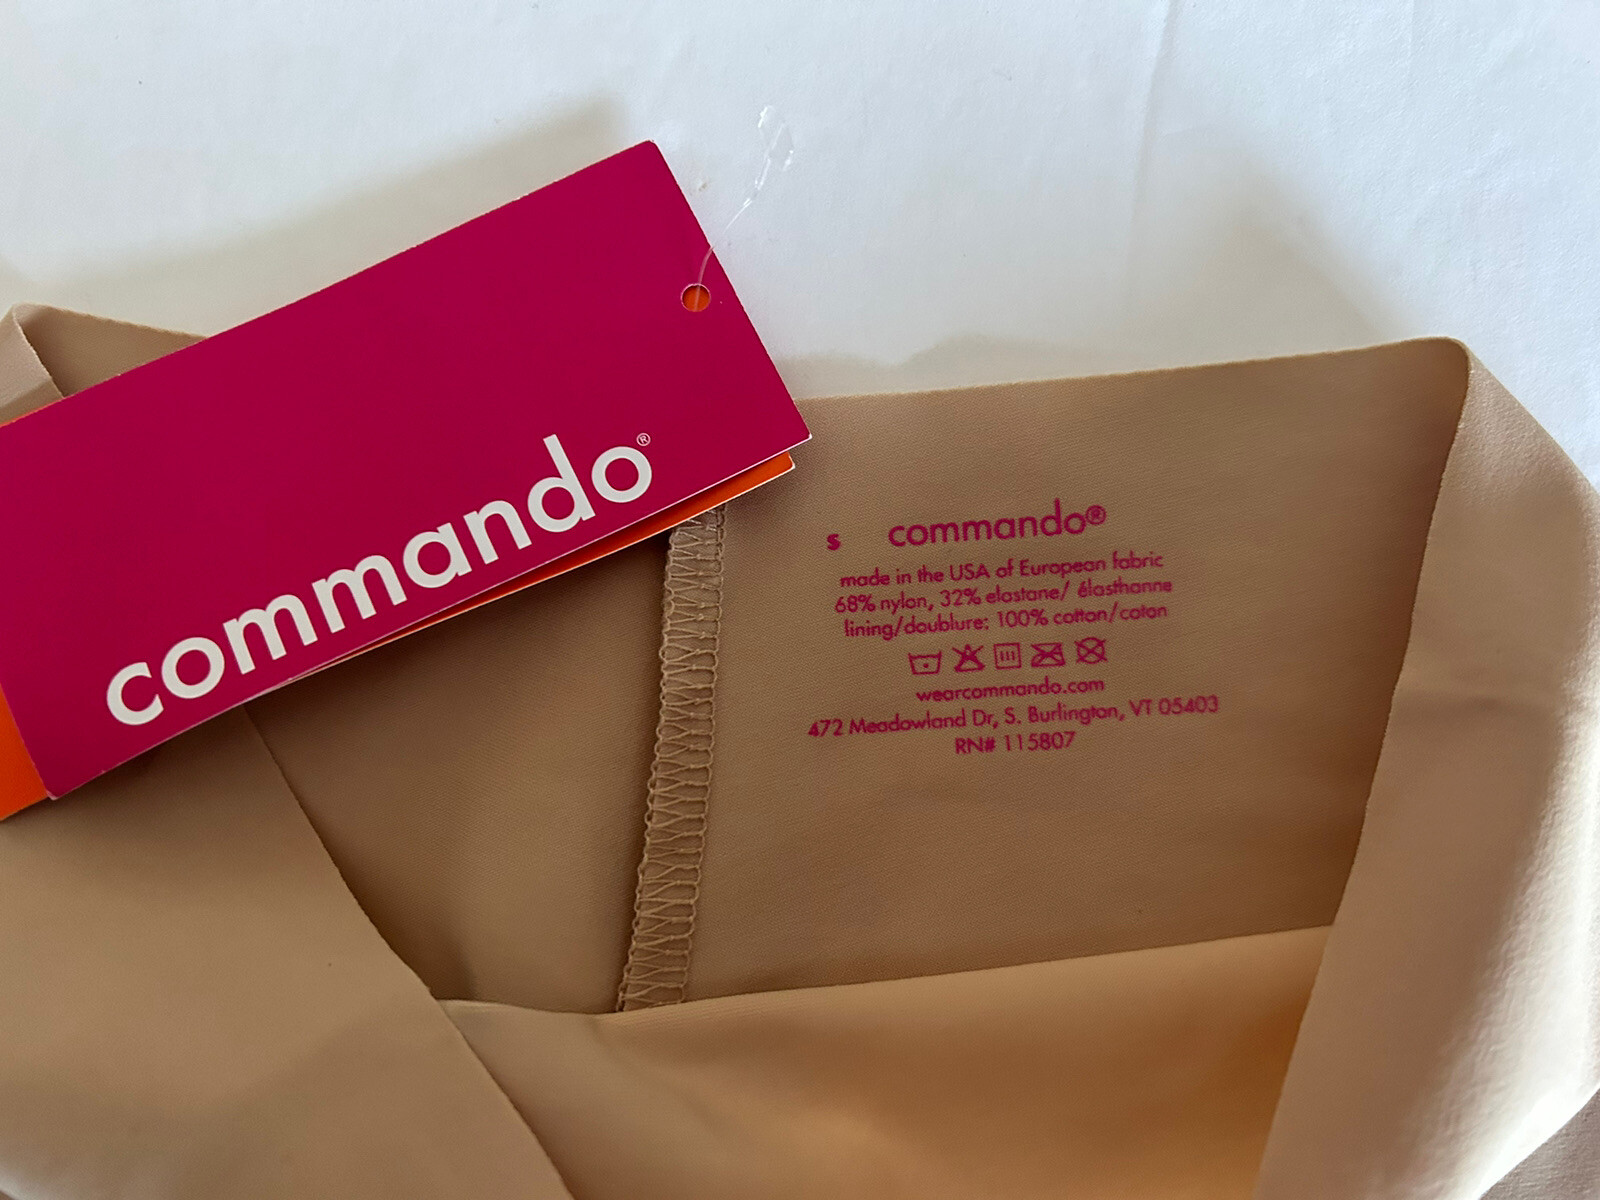 commando®
s commando®
made in the USA of European fabric
68% nylon, 32% elastane/ élasthanne
lining/doublure: 100% cotton/coton
wearcommando.com
472 Meadowland Dr, S. Burlington, VT 05403
RN# 115807